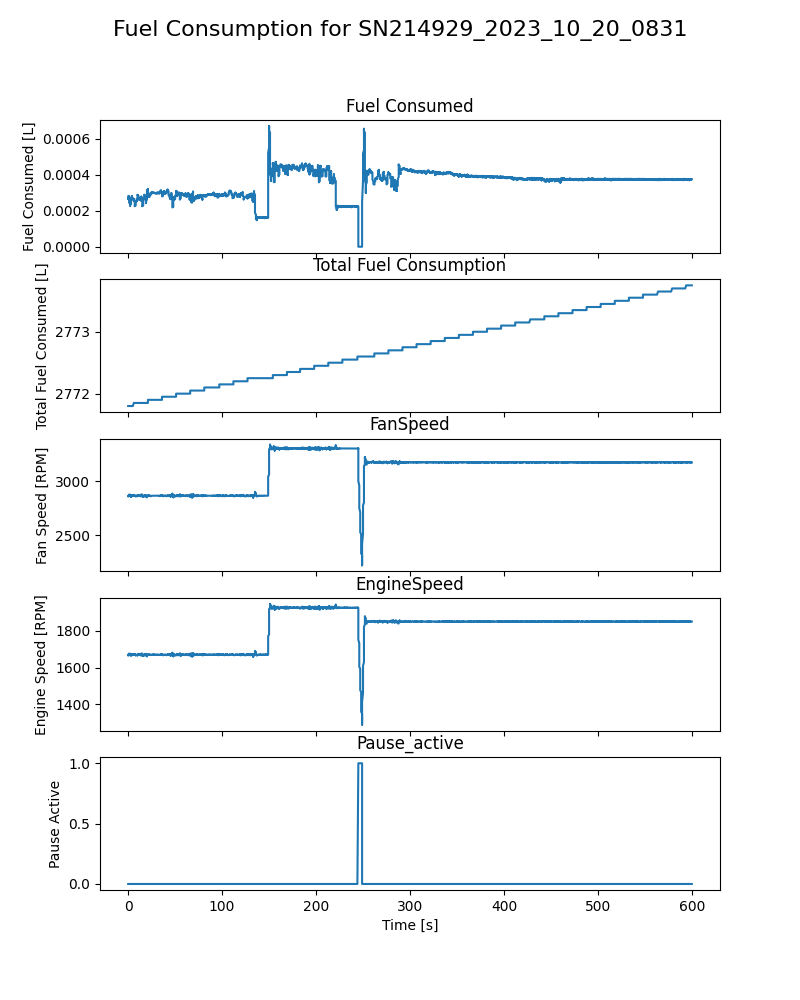 Fuel Consumption for SN214929_2023_10_20_0831
Fuel Consumed
Fuel Consumed [L]
0.0006
0.0004
0.0002
0.0000
Total Fuel Consumption
Total Fuel Consumed [L]
2773
2772
FanSpeed
Fan Speed [RPM]
3000
2500
EngineSpeed
Engine Speed [RPM]
1800
1600
1400
Pause_active
Pause Active
1.0
0.5
0.0
0 100 200 300 400 500 600
Time [s]